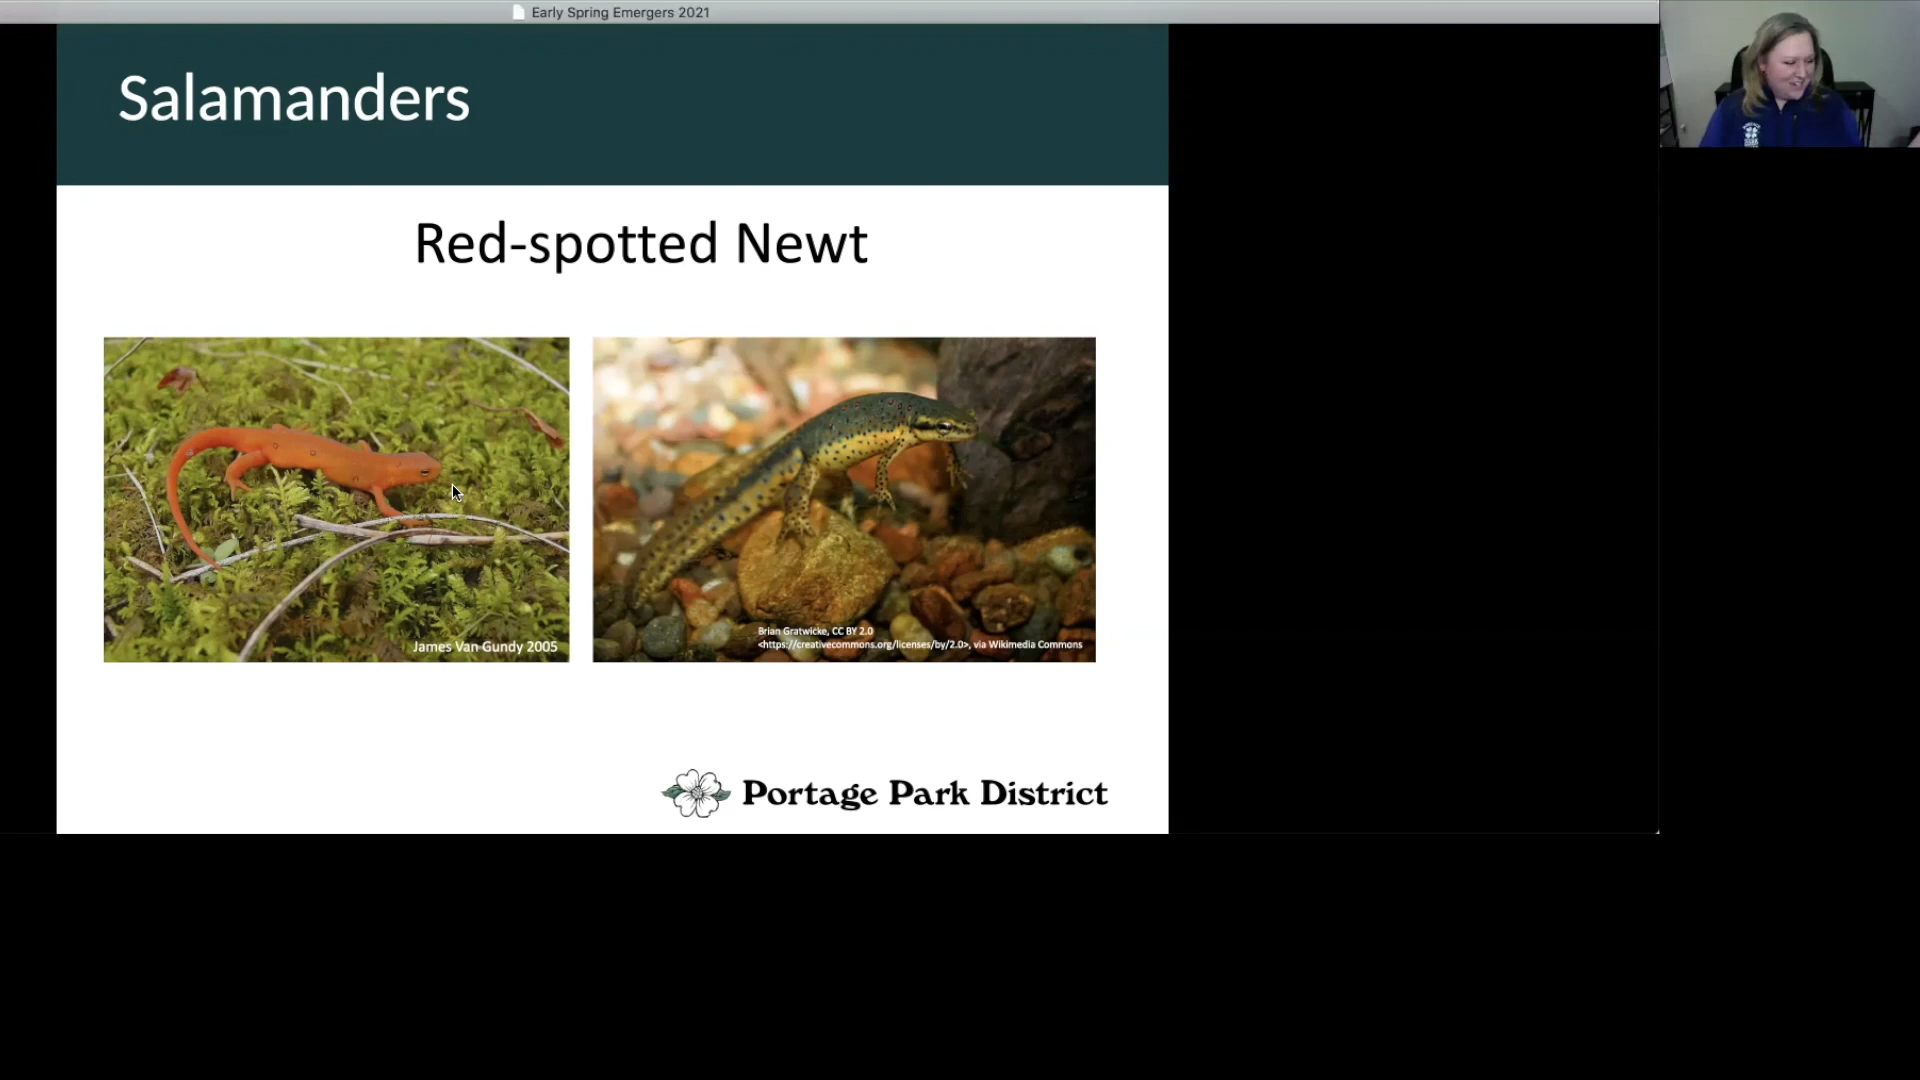 Early Spring Emergers 2021
Salamanders
Red-spotted Newt
James Van Gundy 2005
Brian Gratwicke, CC BY 2.0
<https://creativecommons.org/licenses/by/2.0>, via Wikimedia Commons
Portage Park District